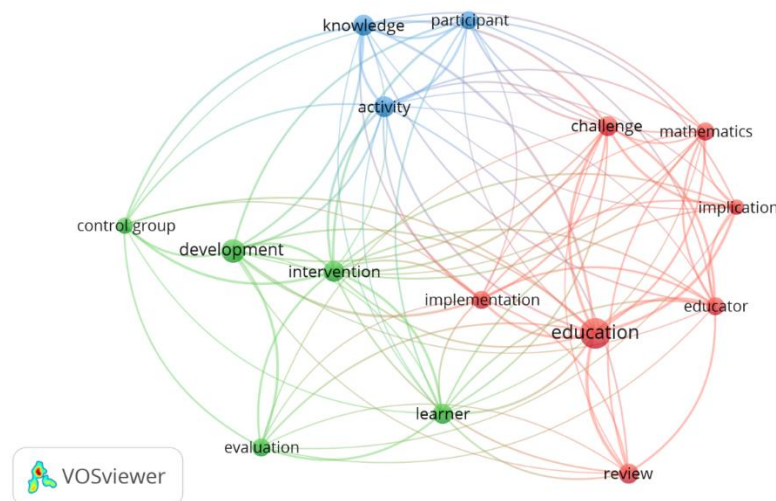 knowledge
participant
activity
challenge
mathematics
implication
control group
development
intervention
implementation
educator
education
learner
evaluation
review
VOSviewer